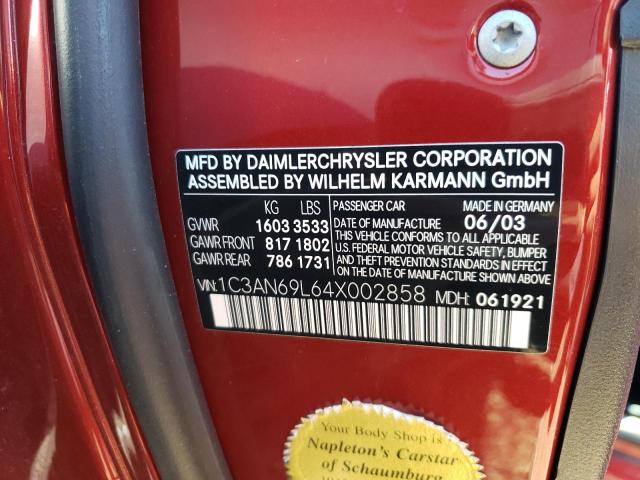 MFD BY DAIMLERCHRYSLER CORPORATION
ASSEMBLED BY WILHELM KARMANN GmbH
KG LBS PASSENGER CAR MADE IN GERMANY
GVWR 1603 3533 DATE OF MANUFACTURE 06/03
GAWR FRONT 817 1802 THIS VEHICLE CONFORMS TO ALL APPLICABLE
GAWR REAR 786 1731 U.S. FEDERAL MOTOR VEHICLE SAFETY, BUMPER,
AND THEFT PREVENTION STANDARDS IN EFFECT
ON THE DATE OF MANUFACTURE SHOWN ABOVE
VIN: 1C3AN69L64X002858 MDH: 061921
Your Body Shop is
Napleton's Carstar
of Schaumburg